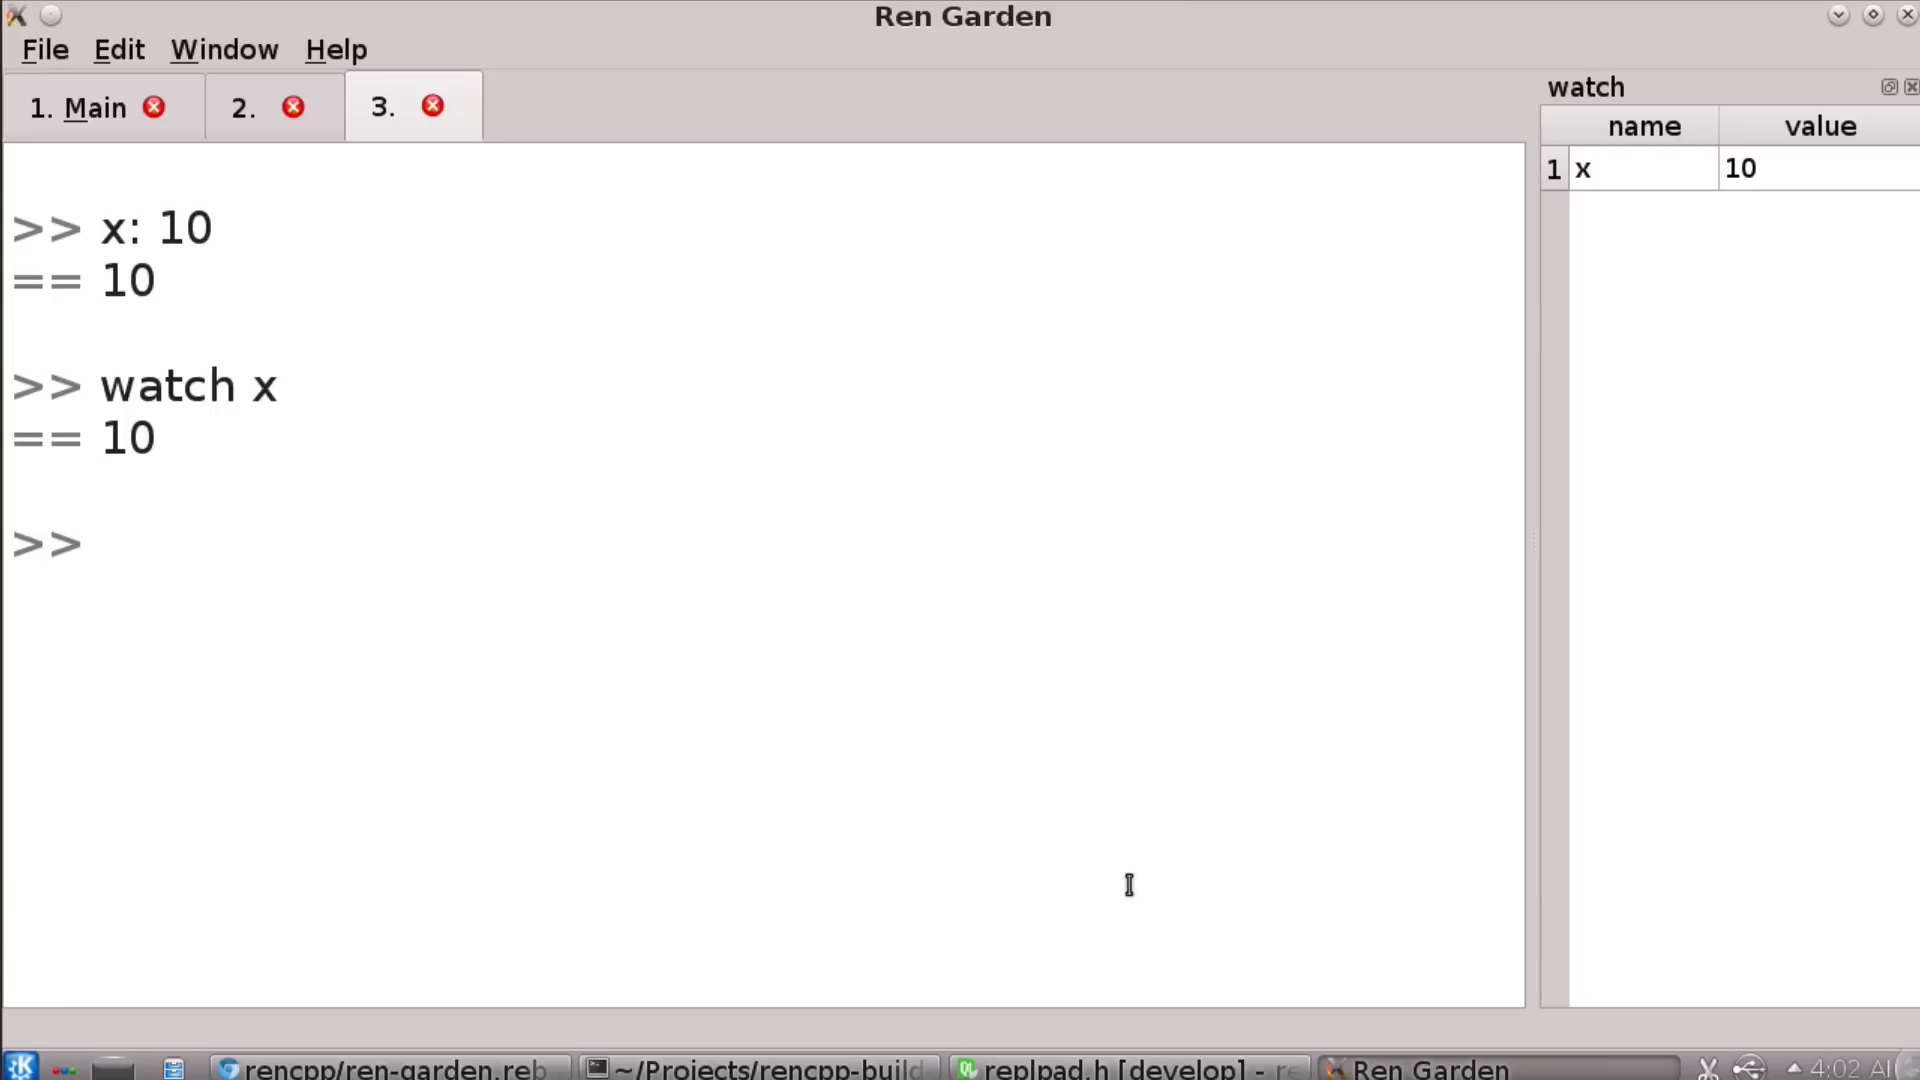 Ren Garden
File Edit Window Help
1. Main 2. 3.
watch
name value
1 x 10
>> x: 10
== 10
>> watch x
== 10
>>
rencpp/ren-garden.reb ~/Projects/rencpp-build replpad.h [develop] - re Ren Garden 4:02